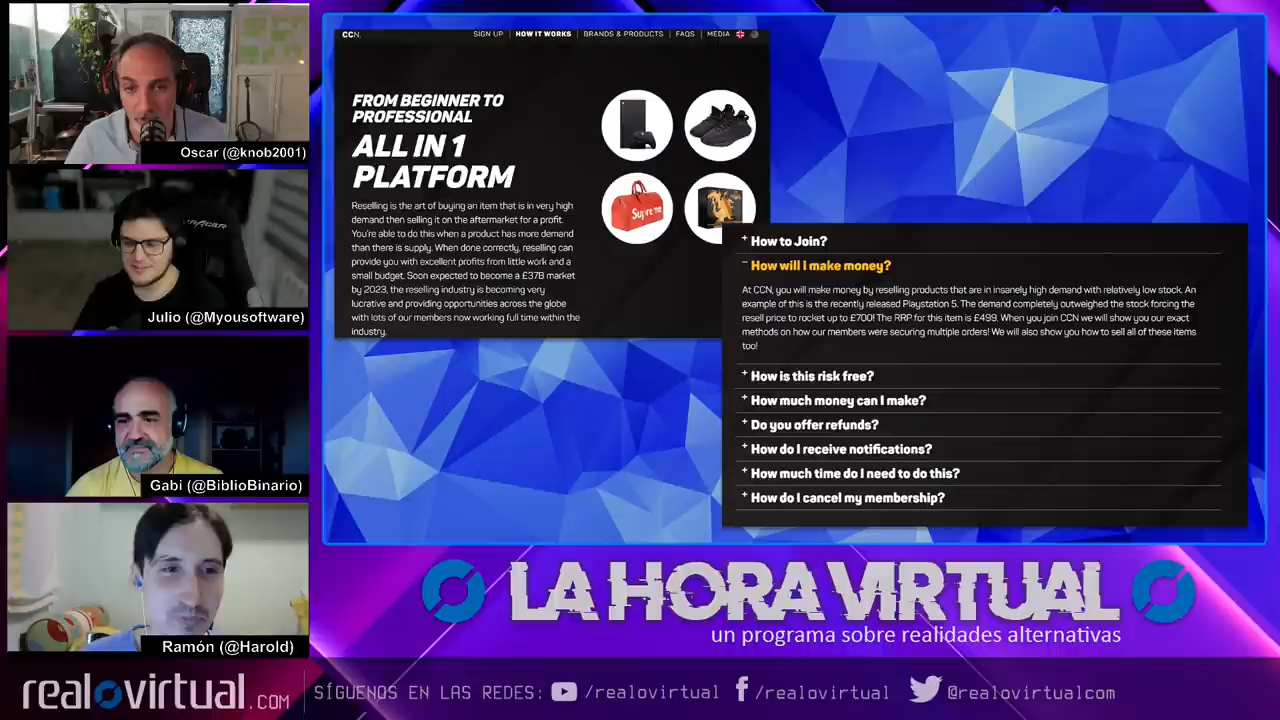 Oscar (@knob2001)
Julio (@Myousoftware)
Gabi (@BiblioBinario)
Ramón (@Harold)
CCN.
SIGN UP | HOW IT WORKS | BRANDS & PRODUCTS | FAQS | MEDIA
FROM BEGINNER TO
PROFESSIONAL
ALL IN 1
PLATFORM
Reselling is the art of buying an item that is in very high
demand then selling it on the aftermarket for a profit.
You're able to do this when a product has more demand
than there is supply. When done correctly, reselling can
provide you with excellent profits from little work and a
small budget. Soon expected to become a £37B market
by 2023, the reselling industry is becoming very
lucrative and providing opportunities across the globe
with lots of our members now working full time within the
industry.
Supreme
+ How to Join?
- How will I make money?
At CCN, you will make money by reselling products that are in insanely high demand with relatively low stock. An
example of this is the recently released Playstation 5. The demand completely outweighed the stock forcing the
resell price to rocket up to £700! The RRP for this item is £499. When you join CCN we will show you our exact
methods on how our members were securing multiple orders! We will also show you how to sell all of these items
too!
+ How is this risk free?
+ How much money can I make?
+ Do you offer refunds?
+ How do I receive notifications?
+ How much time do I need to do this?
+ How do I cancel my membership?
LA HORA VIRTUAL
un programa sobre realidades alternativas
realovirtual.com
SÍGUENOS EN LAS REDES: /realovirtual /realovirtual @realovirtualcom